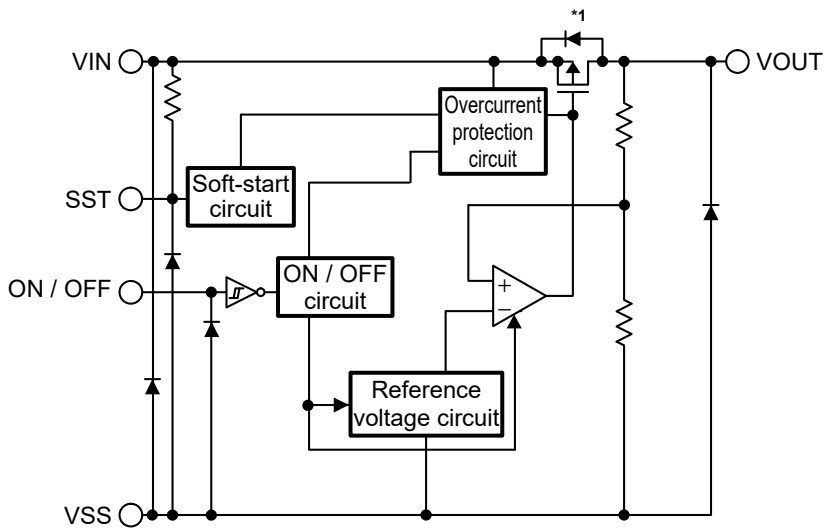 *1
VIN
VOUT
Overcurrent
protection
circuit
SST
Soft-start
circuit
ON / OFF
ON / OFF
circuit
+
−
Reference
voltage circuit
VSS